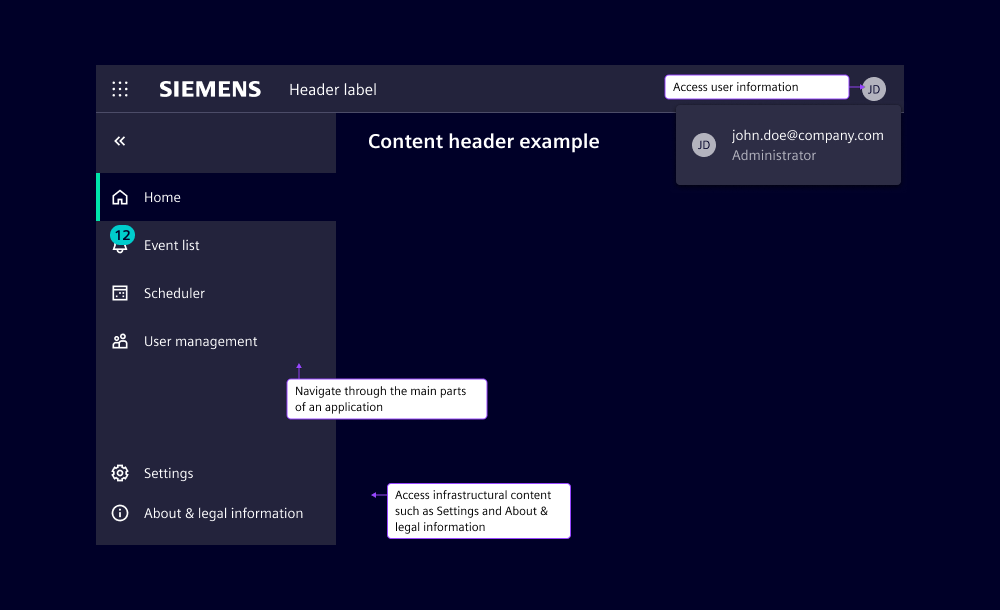 SIEMENS
Header label
Access user information
JD
Content header example
JD
john.doe@company.com
Administrator
Home
12
Event list
Scheduler
User management
Navigate through the main parts
of an application
Settings
Access infrastructural content
such as Settings and About &
legal information
About & legal information